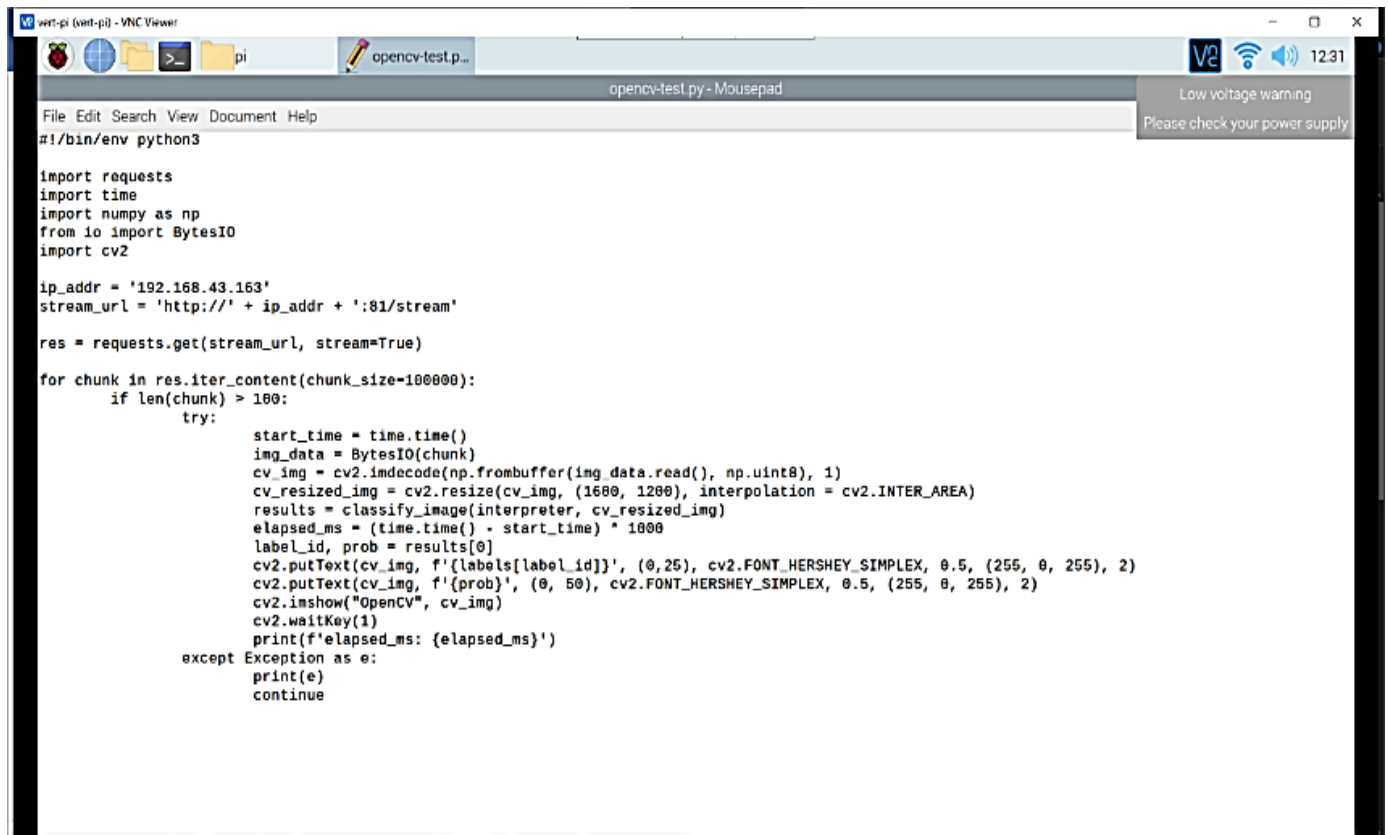 vert-pi (vert-pi) - VNC Viewer
pi
opencv-test.p...
12:31
opencv-test.py - Mousepad
Low voltage warning
Please check your power supply
File Edit Search View Document Help
#!/bin/env python3
import requests
import time
import numpy as np
from io import BytesIO
import cv2
ip_addr = '192.168.43.163'
stream_url = 'http://' + ip_addr + ':81/stream'
res = requests.get(stream_url, stream=True)
for chunk in res.iter_content(chunk_size=100000):
if len(chunk) > 100:
try:
start_time = time.time()
img_data = BytesIO(chunk)
cv_img = cv2.imdecode(np.frombuffer(img_data.read(), np.uint8), 1)
cv_resized_img = cv2.resize(cv_img, (1600, 1200), interpolation = cv2.INTER_AREA)
results = classify_image(interpreter, cv_resized_img)
elapsed_ms = (time.time() - start_time) * 1000
label_id, prob = results[0]
cv2.putText(cv_img, f'{labels[label_id]}', (0,25), cv2.FONT_HERSHEY_SIMPLEX, 0.5, (255, 0, 255), 2)
cv2.putText(cv_img, f'{prob}', (0, 50), cv2.FONT_HERSHEY_SIMPLEX, 0.5, (255, 0, 255), 2)
cv2.imshow("OpenCV", cv_img)
cv2.waitKey(1)
print(f'elapsed_ms: {elapsed_ms}')
except Exception as e:
print(e)
continue